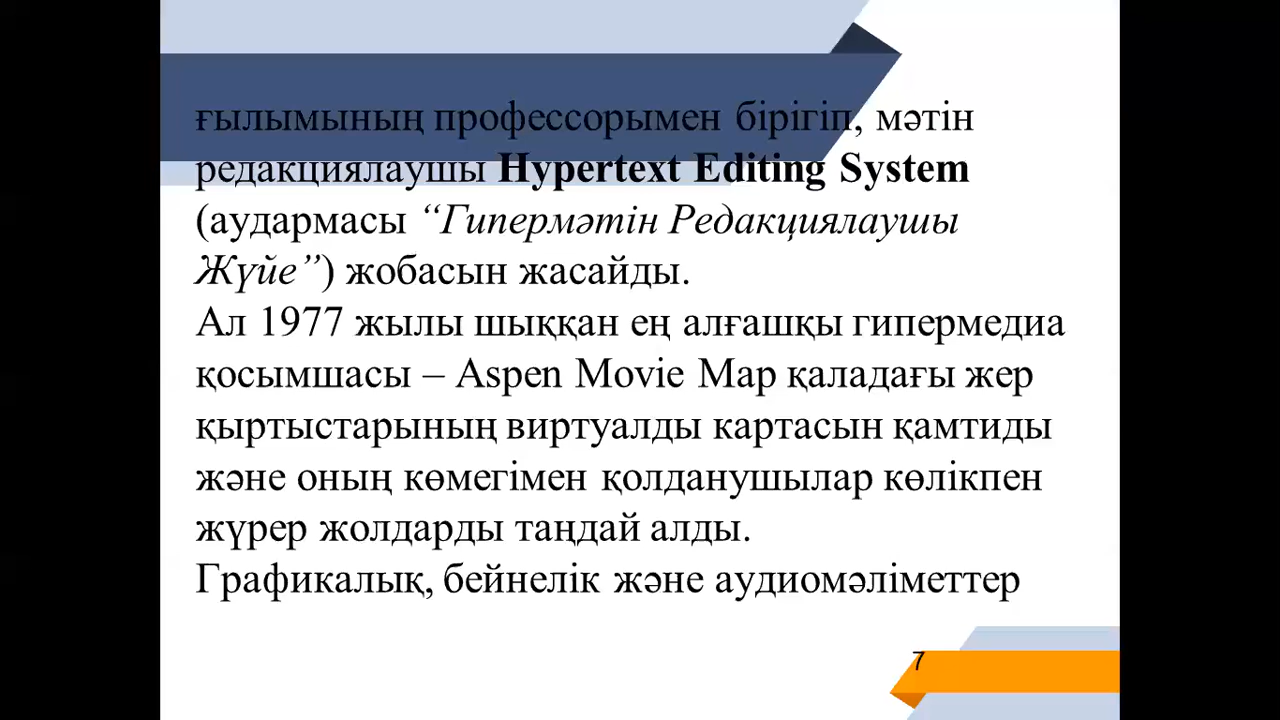 ғылымының профессорымен бірігіп, мәтін
редакциялаушы Hypertext Editing System
(аудармасы “Гипермәтін Редакциялаушы
Жүйе”) жобасын жасайды.
Ал 1977 жылы шыққан ең алғашқы гипермедиа
қосымшасы – Aspen Movie Map қаладағы жер
қыртыстарының виртуалды картасын қамтиды
және оның көмегімен қолданушылар көлікпен
жүрер жолдарды таңдай алды.
Графикалық, бейнелік және аудиомәліметтер
7